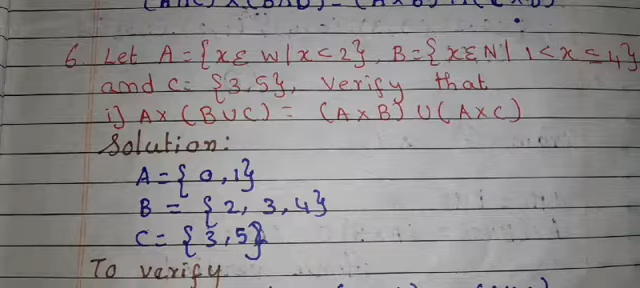 6. Let A = {x ε W / x < 2}, B = {x ε N / 1 < x ≤ 4}
and C = {3, 5}, verify that
i] A × (B ∪ C) = (A × B) ∪ (A × C)
Solution:
A = {0, 1}
B = {2, 3, 4}
C = {3, 5}
To verify